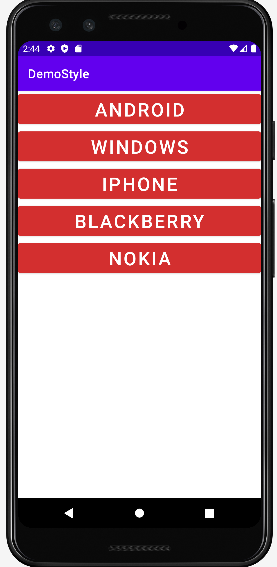 2:44
DemoStyle
ANDROID
WINDOWS
IPHONE
BLACKBERRY
NOKIA